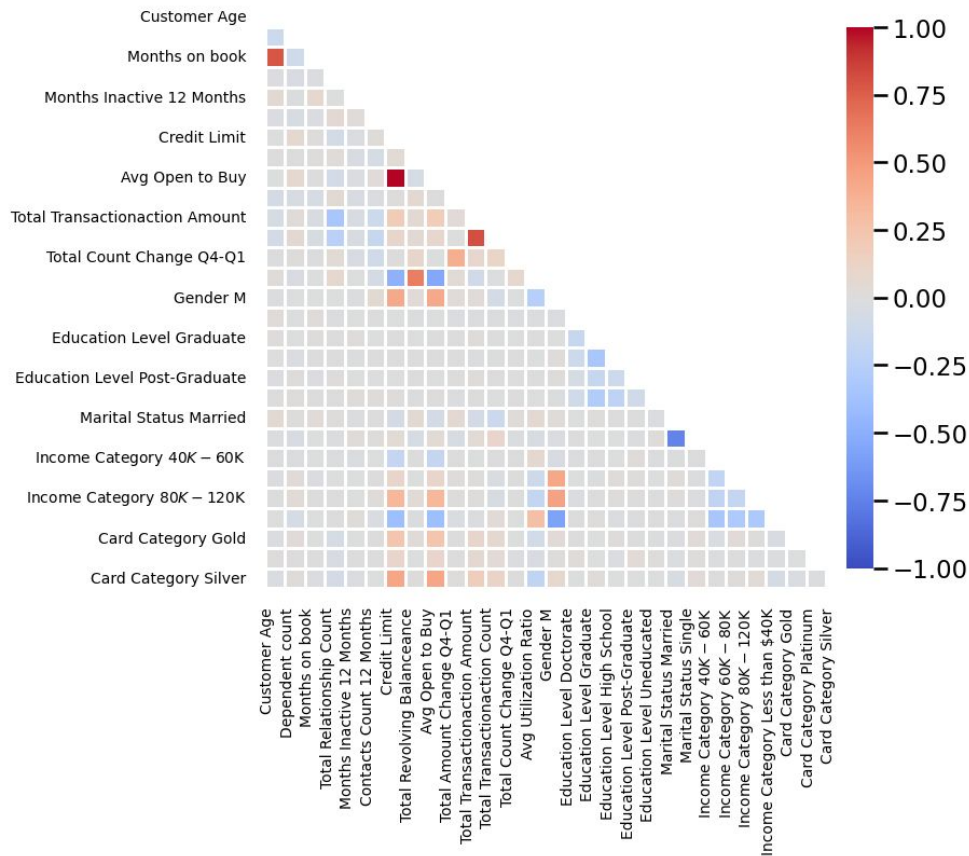 Customer Age
Months on book
Months Inactive 12 Months
Credit Limit
Avg Open to Buy
Total Transactionaction Amount
Total Count Change Q4-Q1
Gender M
Education Level Graduate
Education Level Post-Graduate
Marital Status Married
Income Category 40K − 60K
Income Category 80K − 120K
Card Category Gold
Card Category Silver
1.00
0.75
0.50
0.25
0.00
−0.25
−0.50
−0.75
−1.00
Customer Age
Dependent count
Months on book
Total Relationship Count
Months Inactive 12 Months
Contacts Count 12 Months
Credit Limit
Total Revolving Balanceance
Avg Open to Buy
Total Amount Change Q4-Q1
Total Transactionaction Amount
Total Transactionaction Count
Total Count Change Q4-Q1
Avg Utilization Ratio
Gender M
Education Level Doctorate
Education Level Graduate
Education Level High School
Education Level Post-Graduate
Education Level Uneducated
Marital Status Married
Marital Status Single
Income Category 40K − 60K
Income Category 60K − 80K
Income Category 80K − 120K
Income Category Less than $40K
Card Category Gold
Card Category Platinum
Card Category Silver